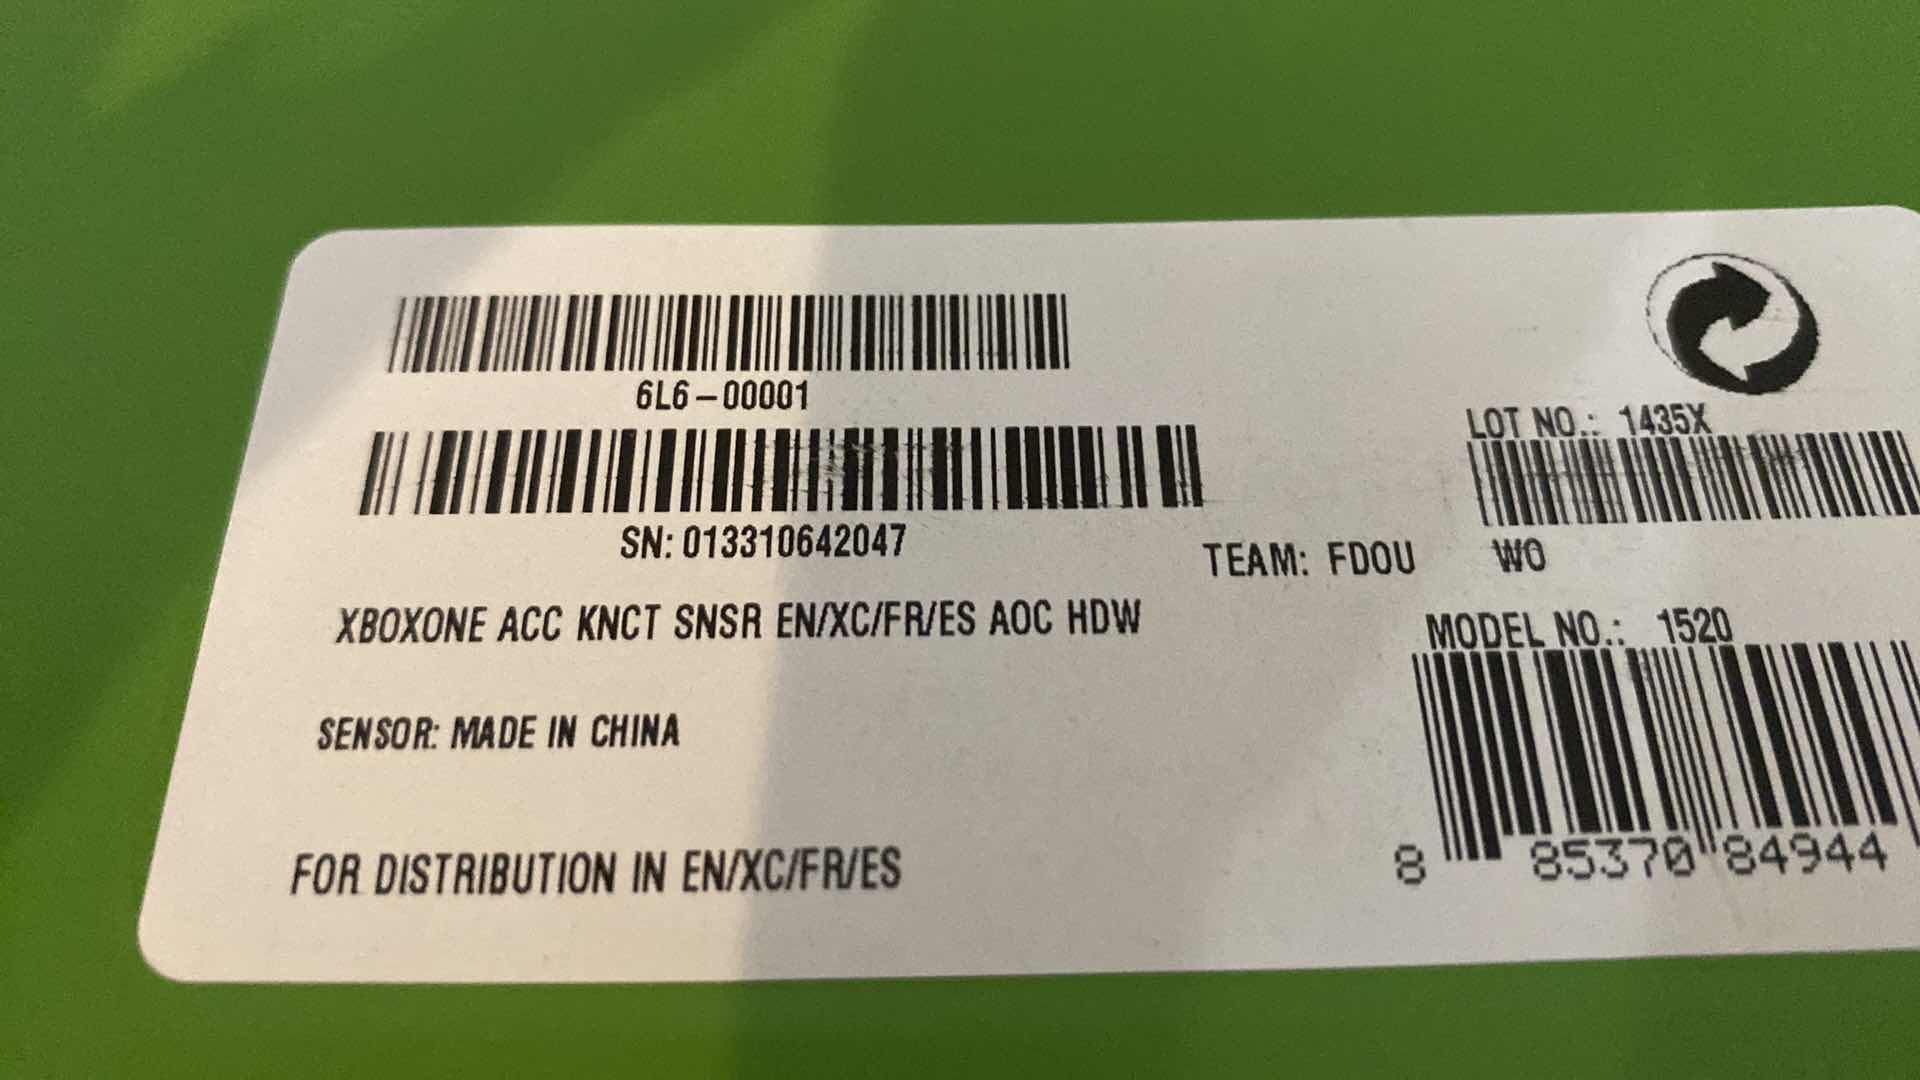 6L6-00001
SN: 013310642047
XBOXONE ACC KNCT SNSR EN/XC/FR/ES AOC HDW
SENSOR: MADE IN CHINA
FOR DISTRIBUTION IN EN/XC/FR/ES
LOT NO.: 1435X
TEAM: FDOU WO
MODEL NO.: 1520
8 85370 84944